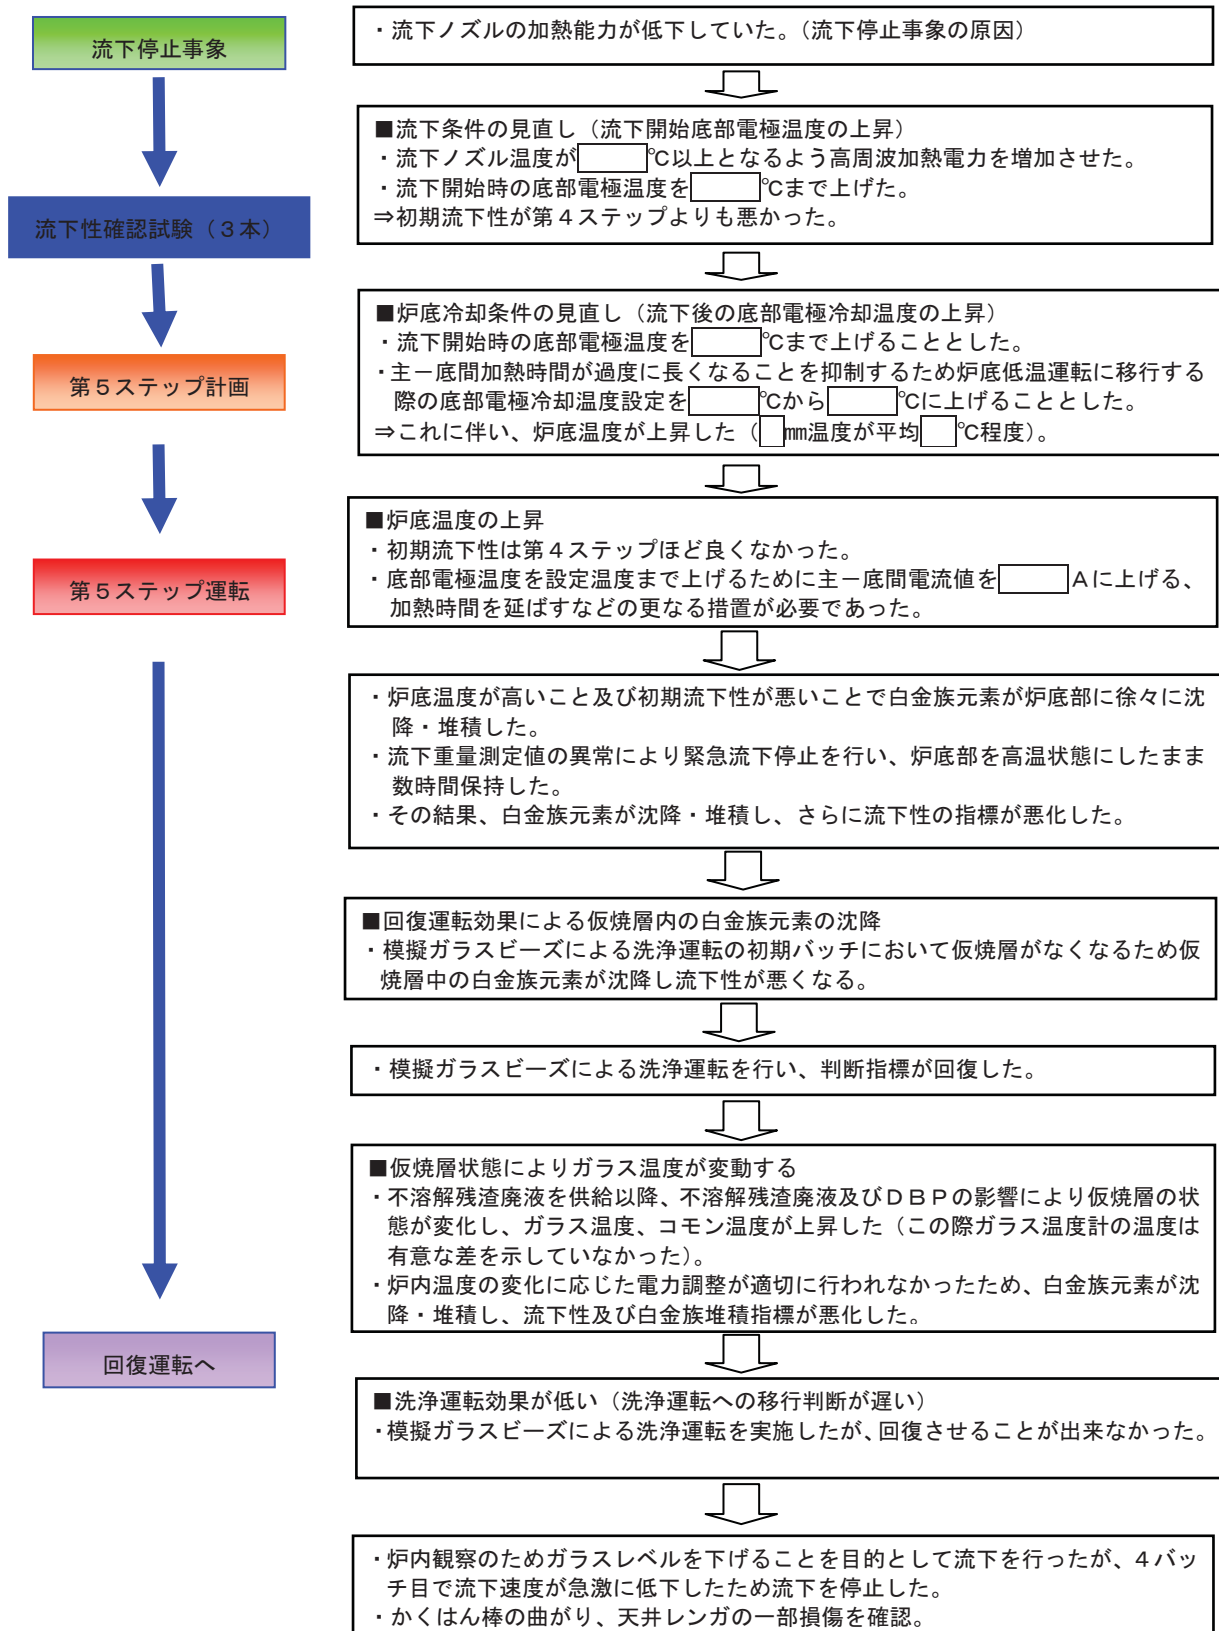 流下停止事象
・流下ノズルの加熱能力が低下していた。（流下停止事象の原因）
■流下条件の見直し（流下開始底部電極温度の上昇）
・流下ノズル温度が　　　℃以上となるよう高周波加熱電力を増加させた。
・流下開始時の底部電極温度を　　　℃まで上げた。
⇒初期流下性が第４ステップよりも悪かった。
流下性確認試験（３本）
■炉底冷却条件の見直し（流下後の底部電極冷却温度の上昇）
・流下開始時の底部電極温度を　　　℃まで上げることとした。
・主－底間加熱時間が過度に長くなることを抑制するため炉底低温運転に移行する
際の底部電極冷却温度設定を　　　℃から　　　℃に上げることとした。
⇒これに伴い、炉底温度が上昇した（　㎜温度が平均　℃程度）。
第５ステップ計画
■炉底温度の上昇
・初期流下性は第４ステップほど良くなかった。
・底部電極温度を設定温度まで上げるために主－底間電流値を　　　Ａに上げる、
加熱時間を延ばすなどの更なる措置が必要であった。
第５ステップ運転
・炉底温度が高いこと及び初期流下性が悪いことで白金族元素が炉底部に徐々に沈
降・堆積した。
・流下重量測定値の異常により緊急流下停止を行い、炉底部を高温状態にしたまま
数時間保持した。
・その結果、白金族元素が沈降・堆積し、さらに流下性の指標が悪化した。
■回復運転効果による仮焼層内の白金族元素の沈降
・模擬ガラスビーズによる洗浄運転の初期バッチにおいて仮焼層がなくなるため仮
焼層中の白金族元素が沈降し流下性が悪くなる。
・模擬ガラスビーズによる洗浄運転を行い、判断指標が回復した。
■仮焼層状態によりガラス温度が変動する
・不溶解残渣廃液を供給以降、不溶解残渣廃液及びＤＢＰの影響により仮焼層の状
態が変化し、ガラス温度、コモン温度が上昇した（この際ガラス温度計の温度は
有意な差を示していなかった）。
・炉内温度の変化に応じた電力調整が適切に行われなかったため、白金族元素が沈
降・堆積し、流下性及び白金族堆積指標が悪化した。
回復運転へ
■洗浄運転効果が低い（洗浄運転への移行判断が遅い）
・模擬ガラスビーズによる洗浄運転を実施したが、回復させることが出来なかった。
・炉内観察のためガラスレベルを下げることを目的として流下を行ったが、４バッ
チ目で流下速度が急激に低下したため流下を停止した。
・かくはん棒の曲がり、天井レンガの一部損傷を確認。